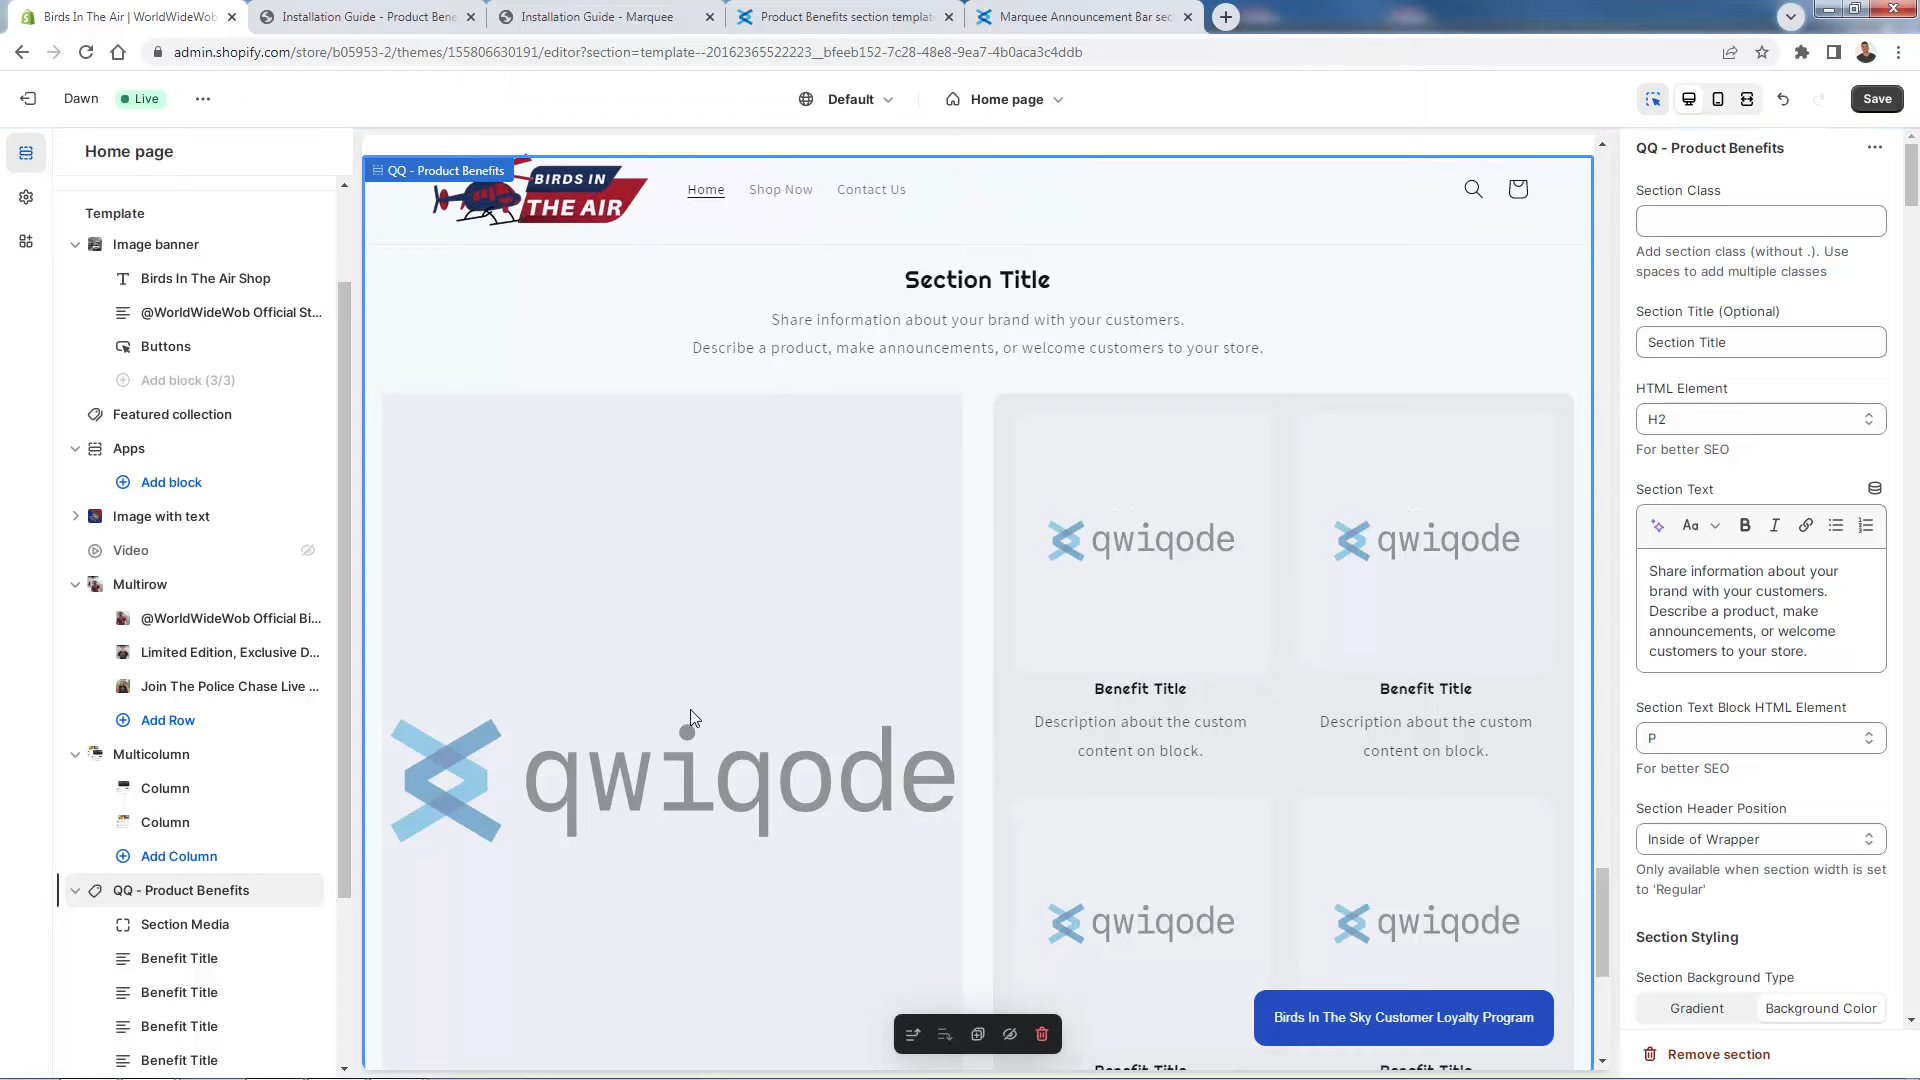 Birds In The Air | WorldWideWob
Installation Guide - Product Bene
Installation Guide - Marquee
Product Benefits section templat
Marquee Announcement Bar sec
admin.shopify.com/store/b05953-2/themes/155806630191/editor?section=template--20162365522223__bfeeb152-7c28-48e8-9ea7-4b0aca3c4ddb
Dawn
Live
Default
Home page
Save
Home page
Template
Image banner
Birds In The Air Shop
@WorldWideWob Official St...
Buttons
Add block (3/3)
Featured collection
Apps
Add block
Image with text
Video
Multirow
@WorldWideWob Official Bi...
Limited Edition, Exclusive D...
Join The Police Chase Live ...
Add Row
Multicolumn
Column
Column
Add Column
QQ - Product Benefits
Section Media
Benefit Title
Benefit Title
Benefit Title
Benefit Title
QQ - Product Benefits
BIRDS IN
THE AIR
Home
Shop Now
Contact Us
Section Title
Share information about your brand with your customers.
Describe a product, make announcements, or welcome customers to your store.
qwiqode
qwiqode
qwiqode
Benefit Title
Benefit Title
Description about the custom
content on block.
Description about the custom
content on block.
qwiqode
qwiqode
Birds In The Sky Customer Loyalty Program
Benefit Title
Benefit Title
QQ - Product Benefits
Section Class
Add section class (without .). Use
spaces to add multiple classes
Section Title (Optional)
Section Title
HTML Element
H2
For better SEO
Section Text
Aa
B
I
Share information about your
brand with your customers.
Describe a product, make
announcements, or welcome
customers to your store.
Section Text Block HTML Element
P
For better SEO
Section Header Position
Inside of Wrapper
Only available when section width is set
to 'Regular'
Section Styling
Section Background Type
Gradient
Background Color
Remove section